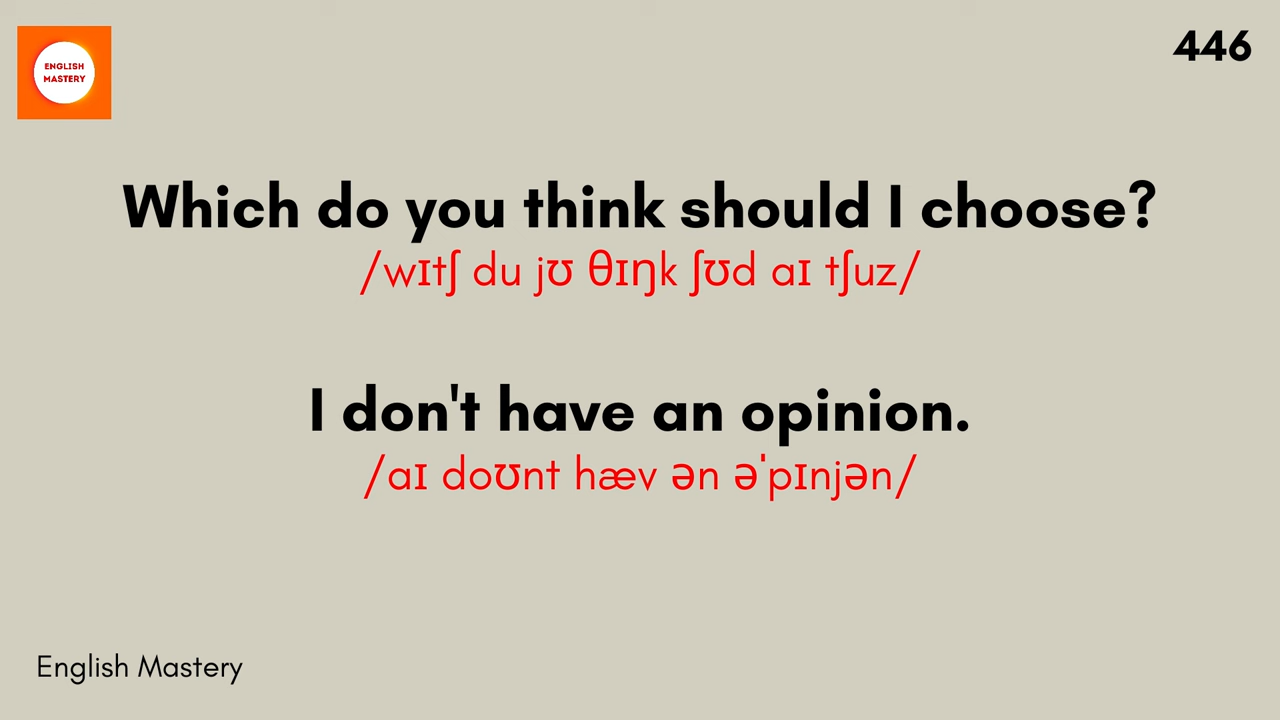 ENGLISH
MASTERY
446
Which do you think should I choose?
/wɪtʃ du jʊ θɪŋk ʃʊd aɪ tʃuz/
I don't have an opinion.
/aɪ doʊnt hæv ən əˈpɪnjən/
English Mastery